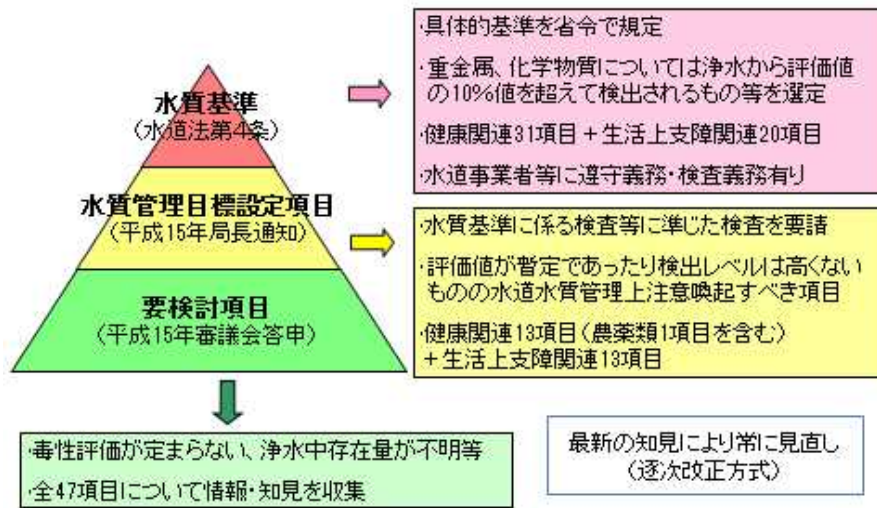 水質基準
(水道法第4条)
・具体的基準を省令で規定
・重金属、化学物質については浄水から評価値
の10%値を超えて検出されるもの等を選定
・健康関連31項目+生活上支障関連20項目
・水道事業者等に遵守義務・検査義務有り
水質管理目標設定項目
(平成15年局長通知)
・水質基準に係る検査等に準じた検査を要請
・評価値が暫定であったり検出レベルは高くない
ものの水道水質管理上注意喚起すべき項目
・健康関連13項目(農薬類1項目を含む)
+生活上支障関連13項目
要検討項目
(平成15年審議会答申)
・毒性評価が定まらない、浄水中存在量が不明等
・全47項目について情報・知見を収集
最新の知見により常に見直し
(逐次改正方式)